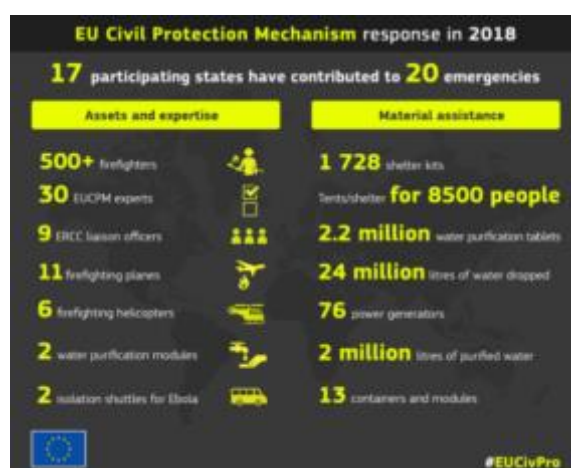 EU Civil Protection Mechanism response in 2018
17 participating states have contributed to 20 emergencies
Assets and expertise
500+ firefighters
30 EUCPM experts
9 ERCC liaison officers
11 firefighting planes
6 firefighting helicopters
2 water purification modules
2 isolation shuttles for Ebola
Material assistance
1 728 shelter kits
Tents/shelter for 8500 people
2.2 million water purification tablets
24 million litres of water dropped
76 power generators
2 million litres of purified water
13 containers and modules
#EUCivPro